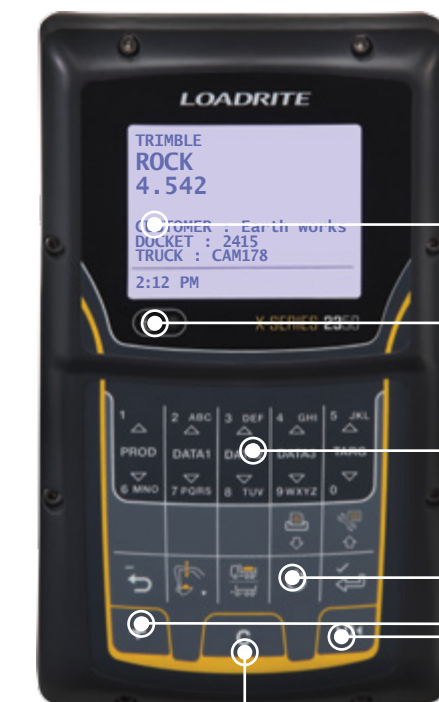 LOADRITE
TRIMBLE
ROCK
4.542
CUSTOMER : Earth works
DOCKET : 2415
TRUCK : CAM178
2:12 PM
X-SERIES 2350
1 2 ABC 3 DEF 4 GHI 5 JKL
PROD DATA1 DATA3 TARG
6 MNO 7 PQRS 8 TUV 9 WXYZ 0